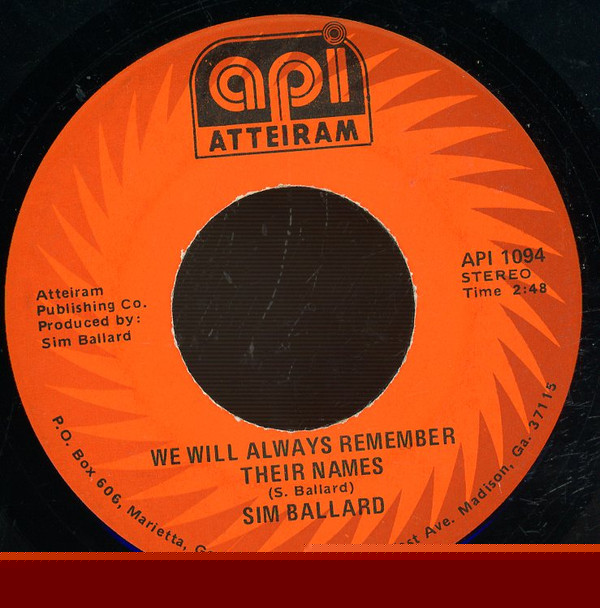 api
ATTEIRAM
API 1094
STEREO
Time 2:48
Atteiram
Publishing Co.
Produced by:
Sim Ballard
WE WILL ALWAYS REMEMBER
THEIR NAMES
(S. Ballard)
SIM BALLARD
P.O. Box 606, Marietta,
Ave. Madison, Ga. 37115